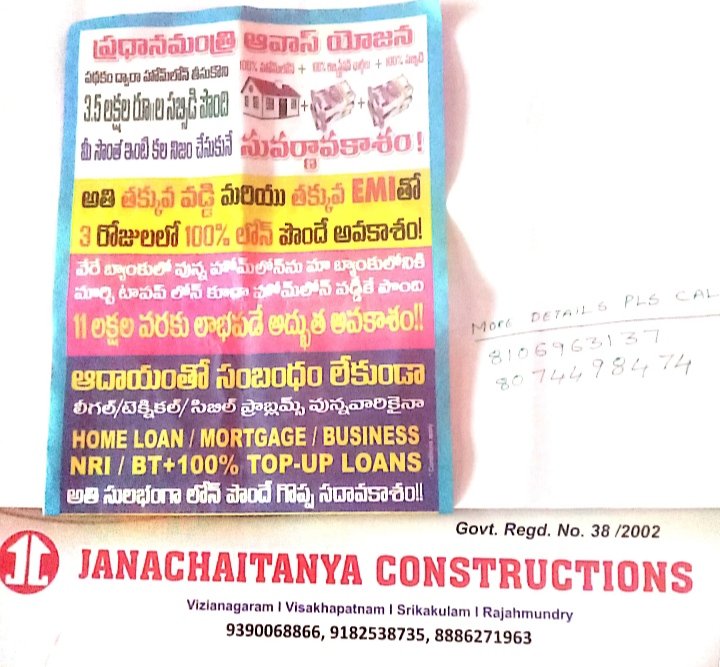 ప్రధానమంత్రి ఆవాస్ యోజన
పథకం ద్వారా హోమ్‌లోన్ తీసుకొని
3.5 లక్షల రూ॥ల సబ్సిడి పొంది
మీ సొంత ఇంటి కల నిజం చేసుకునే
సువర్ణావకాశం!
అతి తక్కువ వడ్డి మరియు తక్కువ EMIతో
3 రోజులలో 100% లోన్ పొందే అవకాశం!
వేరే బ్యాంకులో వున్న హోమ్‌లోన్‌ను మా బ్యాంకులోనికి
మార్చి టాపప్ లోన్ కూడా హోమ్‌లోన్ వడ్డీకే పొంది
11 లక్షల వరకు లాభపడే అద్భుత అవకాశం!!
ఆదాయంతో సంబంధం లేకుండా
లీగల్/టెక్నికల్/సిబిల్ ప్రాబ్లమ్స్ వున్నవారికైనా
HOME LOAN / MORTGAGE / BUSINESS
NRI / BT+100% TOP-UP LOANS
అతి సులభంగా లోన్ పొందే గొప్ప సదావకాశం!!
MORE DETAILS PLS CAL
8106963137
8074498474
Govt. Regd. No. 38 /2002
JC JANACHAITANYA CONSTRUCTIONS
Vizianagaram I Visakhapatnam I Srikakulam I Rajahmundry
9390068866, 9182538735, 8886271963